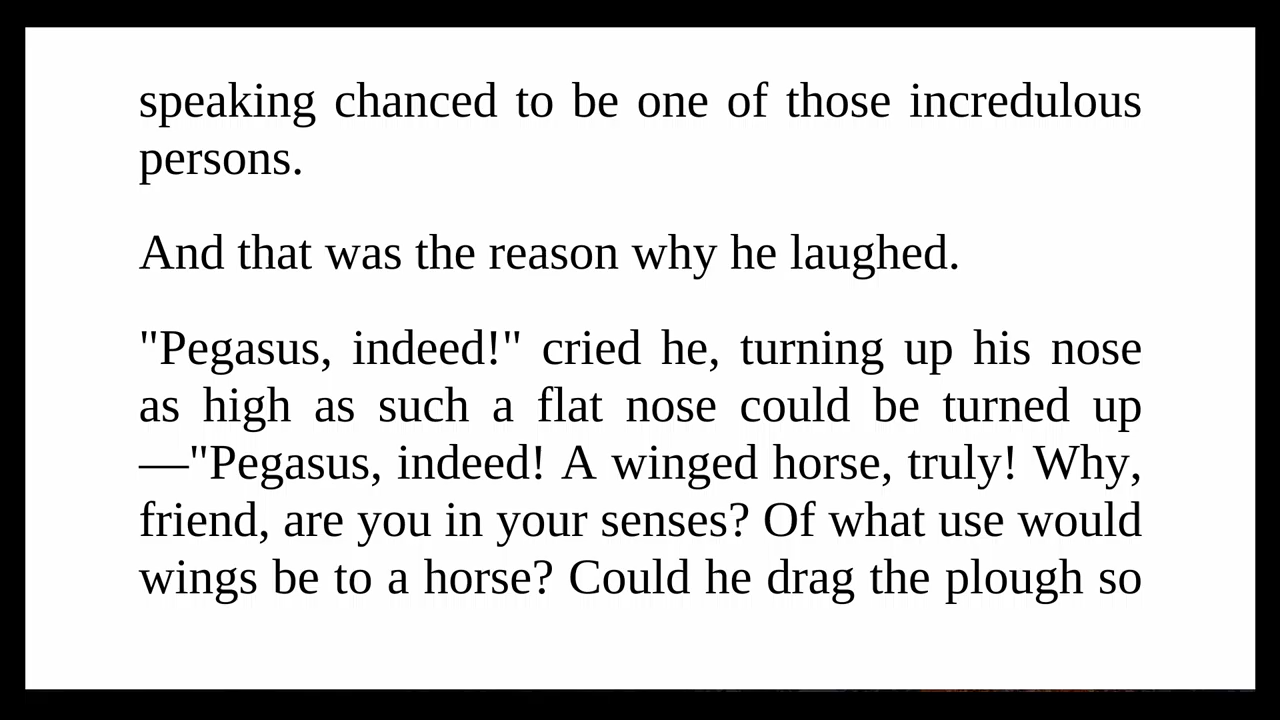 speaking chanced to be one of those incredulous
persons.
And that was the reason why he laughed.
"Pegasus, indeed!" cried he, turning up his nose
as high as such a flat nose could be turned up
—"Pegasus, indeed! A winged horse, truly! Why,
friend, are you in your senses? Of what use would
wings be to a horse? Could he drag the plough so